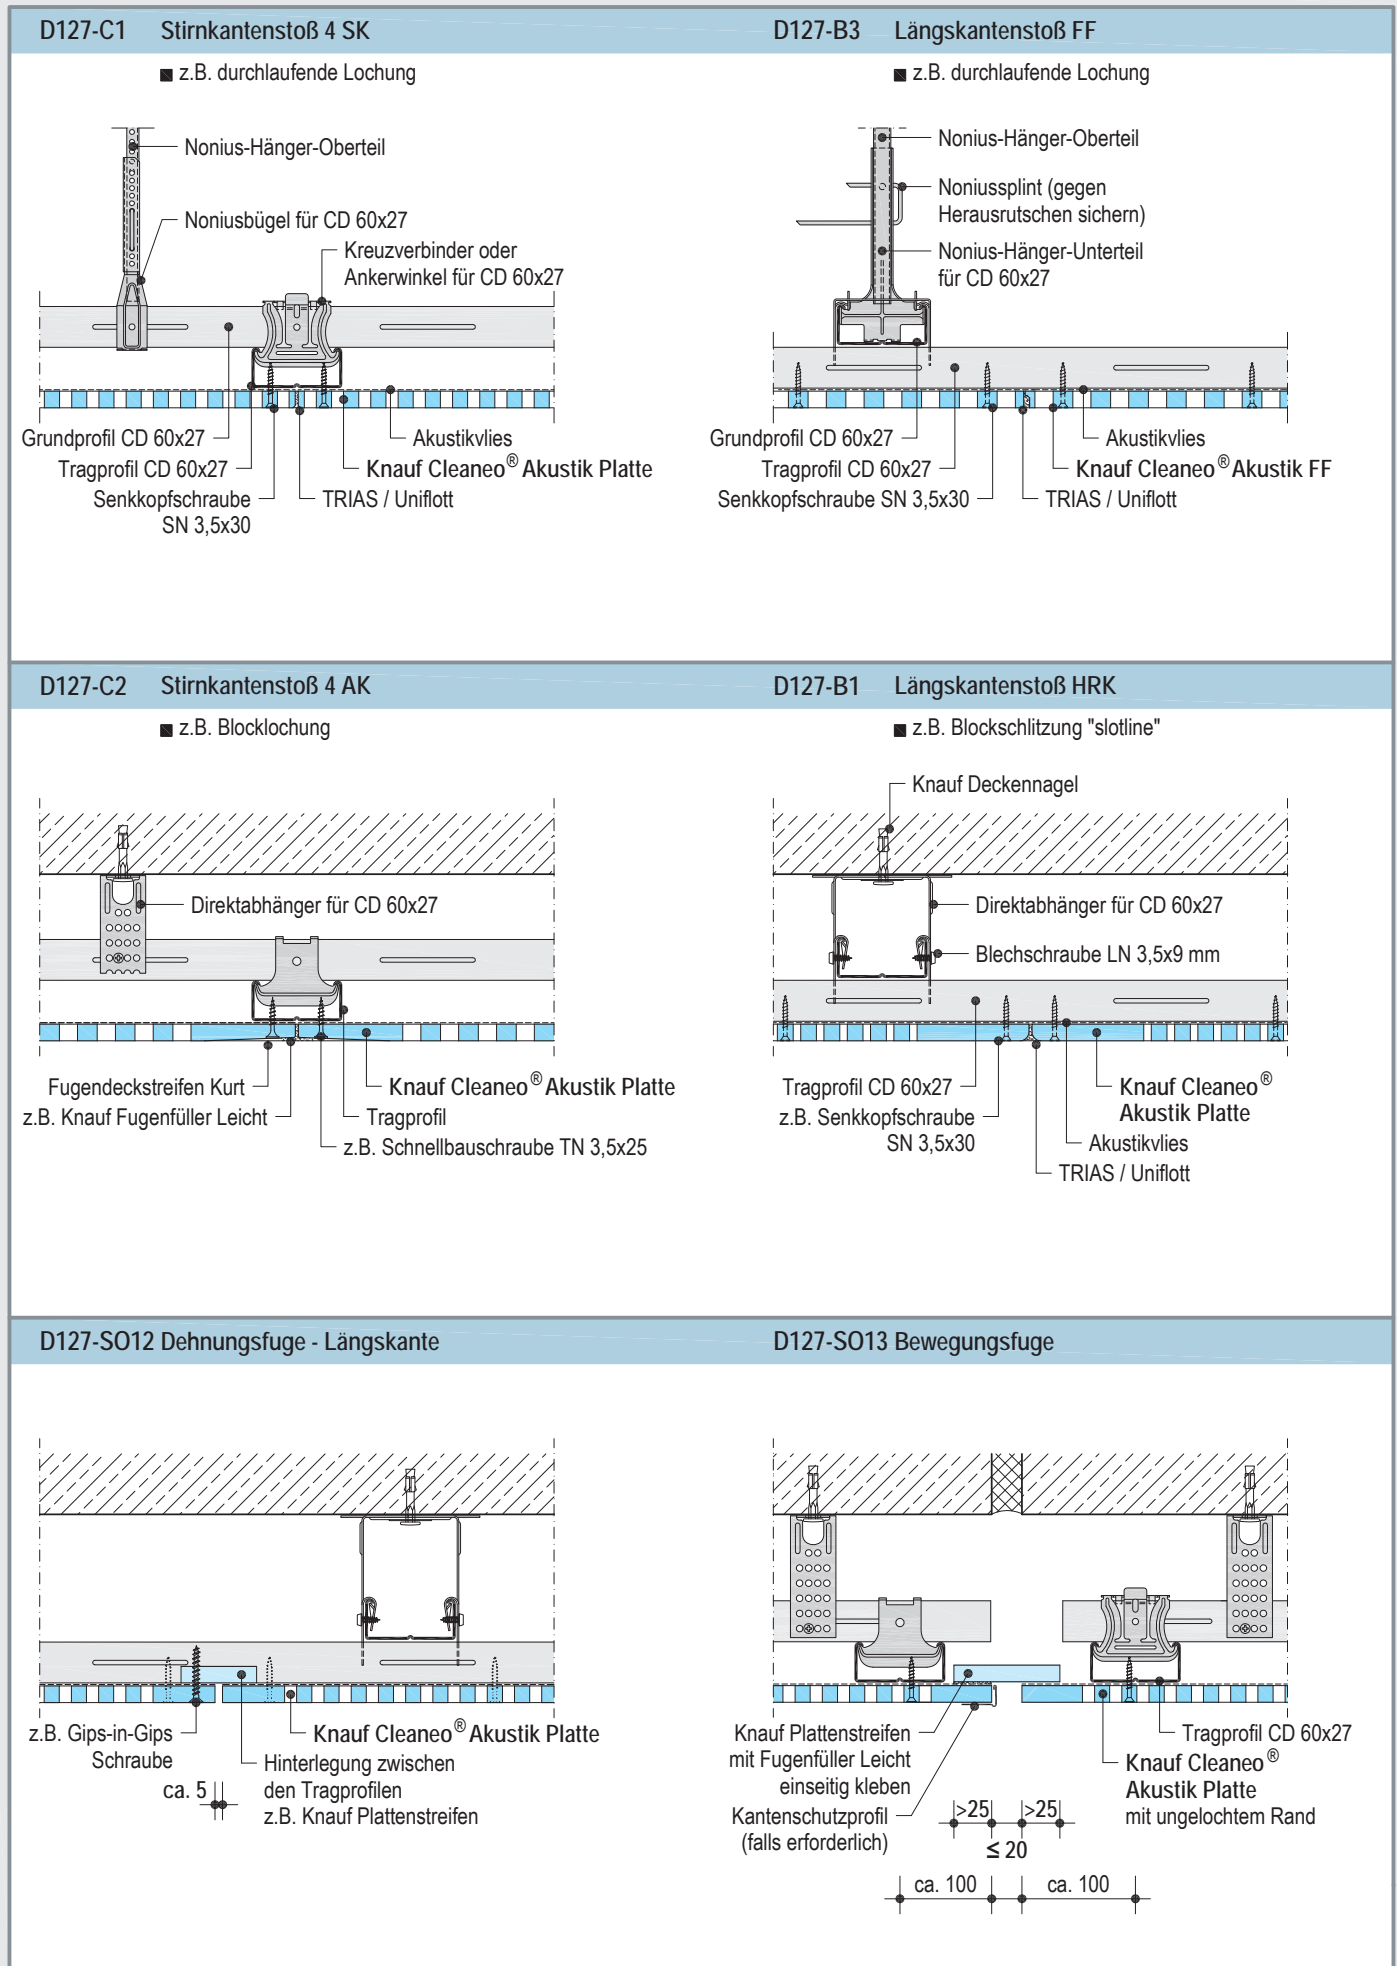 D127-C1 Stirnkantenstoß 4 SK
■ z.B. durchlaufende Lochung
Nonius-Hänger-Oberteil
Noniusbügel für CD 60x27
Kreuzverbinder oder
Ankerwinkel für CD 60x27
Grundprofil CD 60x27
Akustikvlies
Tragprofil CD 60x27
Knauf Cleaneo® Akustik Platte
Senkkopfschraube
SN 3,5x30
TRIAS / Uniflott
D127-B3 Längskantenstoß FF
■ z.B. durchlaufende Lochung
Nonius-Hänger-Oberteil
Noniussplint (gegen
Herausrutschen sichern)
Nonius-Hänger-Unterteil
für CD 60x27
Grundprofil CD 60x27
Akustikvlies
Tragprofil CD 60x27
Knauf Cleaneo® Akustik FF
Senkkopfschraube SN 3,5x30
TRIAS / Uniflott
D127-C2 Stirnkantenstoß 4 AK
■ z.B. Blocklochung
Direktabhänger für CD 60x27
Fugendeckstreifen Kurt
Knauf Cleaneo® Akustik Platte
z.B. Knauf Fugenfüller Leicht
Tragprofil
z.B. Schnellbauschraube TN 3,5x25
D127-B1 Längskantenstoß HRK
■ z.B. Blockschlitzung "slotline"
Knauf Deckennagel
Direktabhänger für CD 60x27
Blechschraube LN 3,5x9 mm
Tragprofil CD 60x27
Knauf Cleaneo®
Akustik Platte
z.B. Senkkopfschraube
SN 3,5x30
Akustikvlies
TRIAS / Uniflott
D127-SO12 Dehnungsfuge - Längskante
z.B. Gips-in-Gips
Schraube
Knauf Cleaneo® Akustik Platte
Hinterlegung zwischen
den Tragprofilen
z.B. Knauf Plattenstreifen
ca. 5
D127-SO13 Bewegungsfuge
Knauf Plattenstreifen
mit Fugenfüller Leicht
einseitig kleben
Kantenschutzprofil
(falls erforderlich)
Tragprofil CD 60x27
Knauf Cleaneo®
Akustik Platte
mit ungelochtem Rand
>25 >25
≤ 20
ca. 100 ca. 100